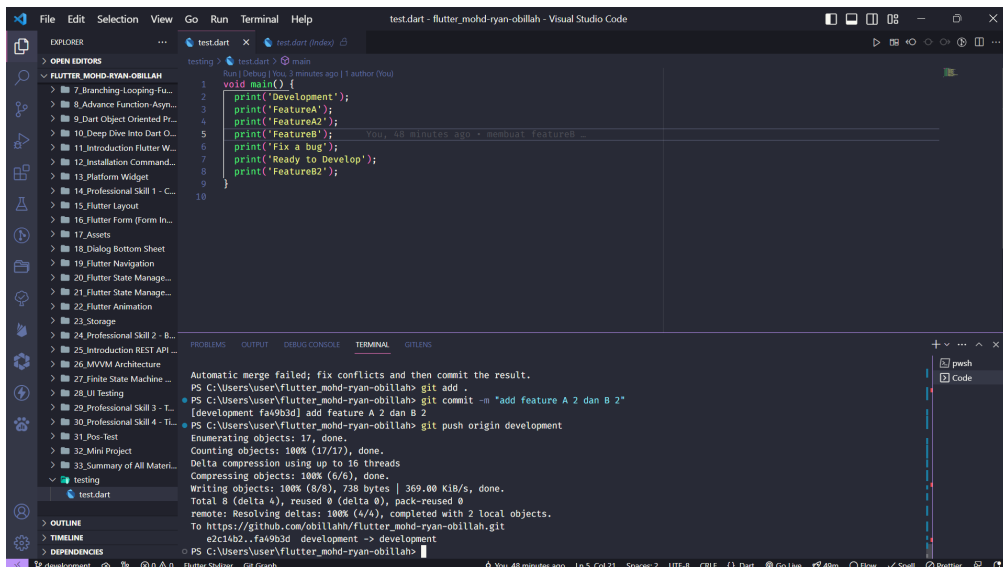 File Edit Selection View Go Run Terminal Help
test.dart - flutter_mohd-ryan-obillah - Visual Studio Code
EXPLORER
test.dart
test.dart (Index)
OPEN EDITORS
FLUTTER_MOHD-RYAN-OBILLAH
7_Branching-Looping-Fu...
8_Advance Function-Asyn...
9_Dart Object Oriented Pr...
10_Deep Dive Into Dart O...
11_Introduction Flutter W...
12_Installation Command...
13_Platform Widget
14_Professional Skill 1 - C...
15_Flutter Layout
16_Flutter Form (Form In...
17_Assets
18_Dialog Bottom Sheet
19_Flutter Navigation
20_Flutter State Manage...
21_Flutter State Manage...
22_Flutter Animation
23_Storage
24_Professional Skill 2 - B...
25_Introduction REST API ...
26_MVVM Architecture
27_Finite State Machine ...
28_UI Testing
29_Professional Skill 3 - T...
30_Professional Skill 4 - Ti...
31_Pos-Test
32_Mini Project
33_Summary of All Materi...
testing
test.dart
OUTLINE
TIMELINE
DEPENDENCIES
testing > test.dart > main
Run | Debug | You, 3 minutes ago | 1 author (You)
1 void main() {
2 print('Development');
3 print('FeatureA');
4 print('FeatureA2');
5 print('FeatureB'); You, 48 minutes ago • membuat featureB …
6 print('Fix a bug');
7 print('Ready to Develop');
8 print('FeatureB2');
9 }
10
PROBLEMS OUTPUT DEBUG CONSOLE TERMINAL GITLENS
pwsh
Code
Automatic merge failed; fix conflicts and then commit the result.
PS C:\Users\user\flutter_mohd-ryan-obillah> git add .
PS C:\Users\user\flutter_mohd-ryan-obillah> git commit -m "add feature A 2 dan B 2"
[development fa49b3d] add feature A 2 dan B 2
PS C:\Users\user\flutter_mohd-ryan-obillah> git push origin development
Enumerating objects: 17, done.
Counting objects: 100% (17/17), done.
Delta compression using up to 16 threads
Compressing objects: 100% (6/6), done.
Writing objects: 100% (8/8), 738 bytes | 369.00 KiB/s, done.
Total 8 (delta 4), reused 0 (delta 0), pack-reused 0
remote: Resolving deltas: 100% (4/4), completed with 2 local objects.
To https://github.com/obillahh/flutter_mohd-ryan-obillah.git
e2c14b2..fa49b3d development -> development
PS C:\Users\user\flutter_mohd-ryan-obillah>
development 0 0 Flutter Stylizer Git Graph You, 48 minutes ago Ln 5, Col 21 Spaces: 2 UTF-8 CRLF {} Dart Go Live 49m Flow Spell Prettier